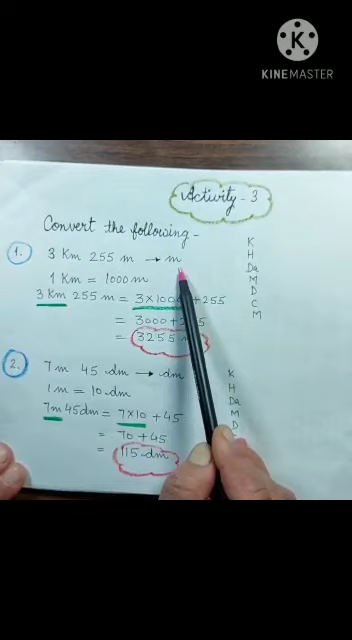 K
KINEMASTER
Activity - 3
Convert the following -
1. 3 Km 255 m → m
1 Km = 1000 m
3 Km 255 m = 3×1000 +255
= 3000+255
= 3255
2. 7m 45 dm → dm
1m = 10 dm
7m 45dm = 7×10 + 45
= 70 + 45
= 115 dm
K
H
Da
M
D
C
M
K
H
Da
M
D